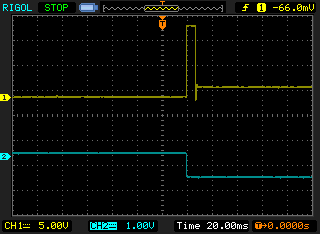 RIGOL STOP T f 1 -66.0mV
T
1
2
CH1 5.00V CH2 1.00V Time 20.00ms T→0.0000s